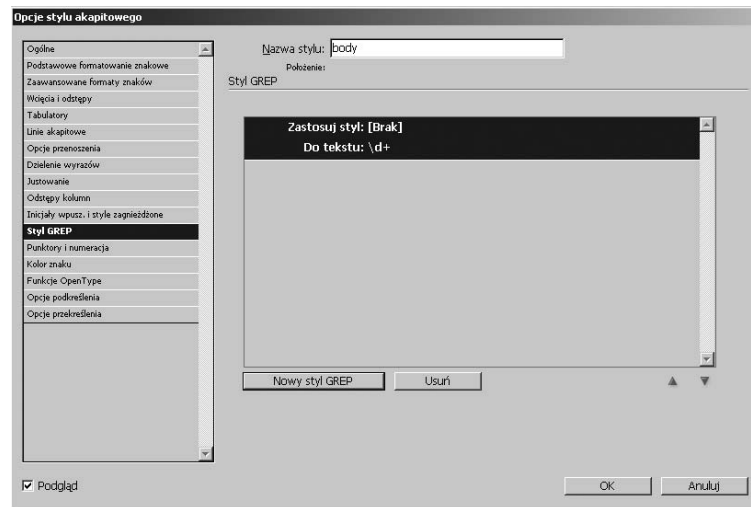 Opcje stylu akapitowego
Ogólne
Podstawowe formatowanie znakowe
Zaawansowane formaty znaków
Wcięcia i odstępy
Tabulatory
Linie akapitowe
Opcje przenoszenia
Dzielenie wyrazów
Justowanie
Odstępy kolumn
Inicjały wpusz. i style zagnieżdżone
Styl GREP
Punktory i numeracja
Kolor znaku
Funkcje OpenType
Opcje podkreślenia
Opcje przekreślenia
Nazwa stylu: body
Położenie:
Styl GREP
Zastosuj styl: [Brak]
Do tekstu: \d+
Nowy styl GREP Usuń
Podgląd
OK Anuluj